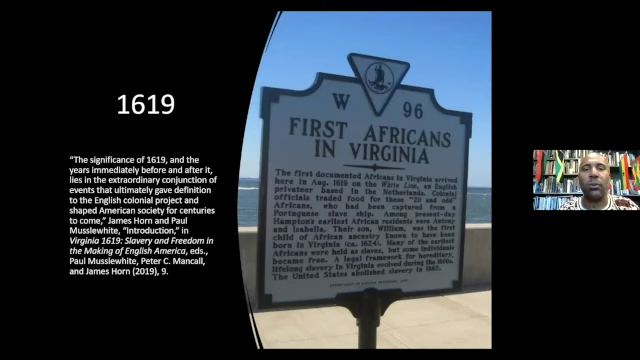 1619
"The significance of 1619, and the
years immediately before and after it,
lies in the extraordinary conjunction of
events that ultimately gave definition
to the English colonial project and
shaped American society for centuries
to come," James Horn and Paul
Musslewhite, "Introduction," in
Virginia 1619: Slavery and Freedom in
the Making of English America, eds.,
Paul Musslewhite, Peter C. Mancall,
and James Horn (2019), 9.
W 96
FIRST AFRICANS
IN VIRGINIA
The first documented Africans in Virginia arrived
here in Aug. 1619 on the White Lion, an English
privateer based in the Netherlands. Colonial
officials traded food for these "20 and odd"
Africans, who had been captured from a
Portuguese slave ship. Among present-day
Hampton's earliest African residents were Antony
and Isabella. Their son, William, was the first
child of African ancestry known to have been
born in Virginia (ca. 1624). Many of the earliest
Africans were held as slaves, but some individuals
became free. A legal framework for hereditary,
lifelong slavery in Virginia evolved during the 1600s.
The United States abolished slavery in 1865.